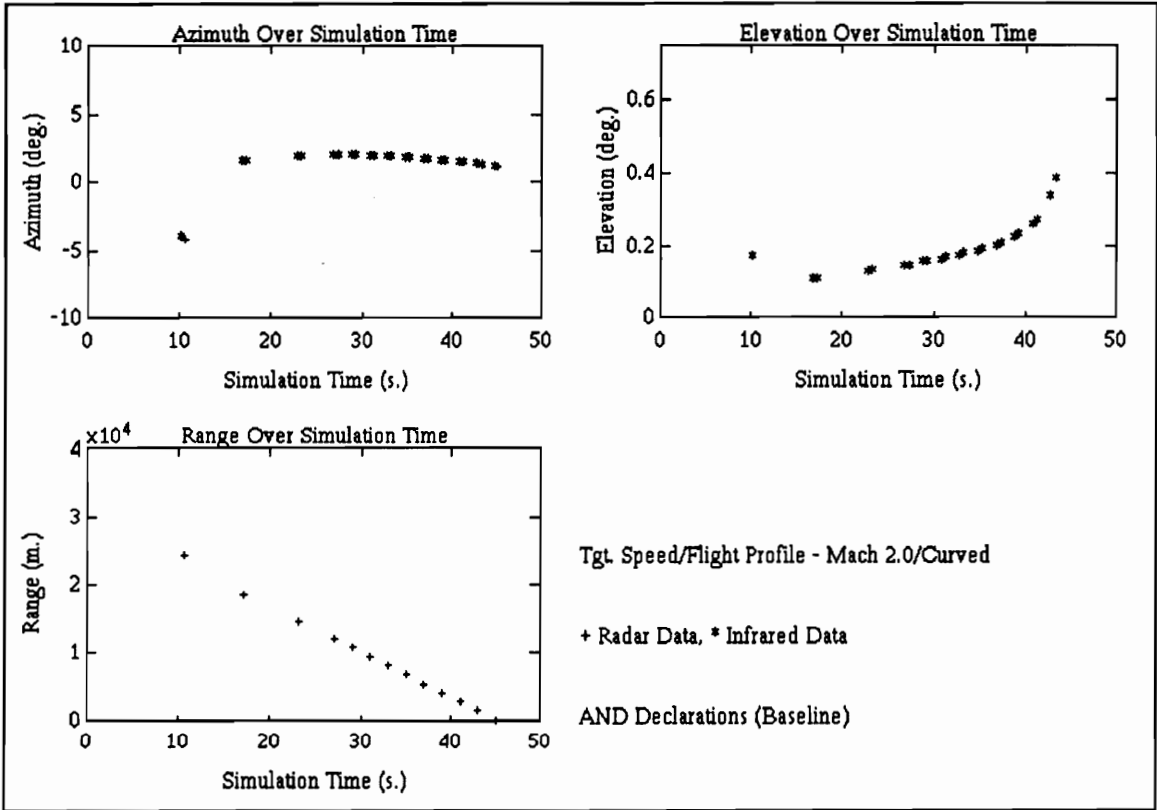 Azimuth Over Simulation Time
10
5
0
-5
-10
Azimuth (deg.)
0 10 20 30 40 50
Simulation Time (s.)
Elevation Over Simulation Time
0.6
0.4
0.2
0
Elevation (deg.)
0 10 20 30 40 50
Simulation Time (s.)
×10⁴
Range Over Simulation Time
4
3
2
1
0
Range (m.)
0 10 20 30 40 50
Simulation Time (s.)
Tgt. Speed/Flight Profile - Mach 2.0/Curved
+ Radar Data, * Infrared Data
AND Declarations (Baseline)